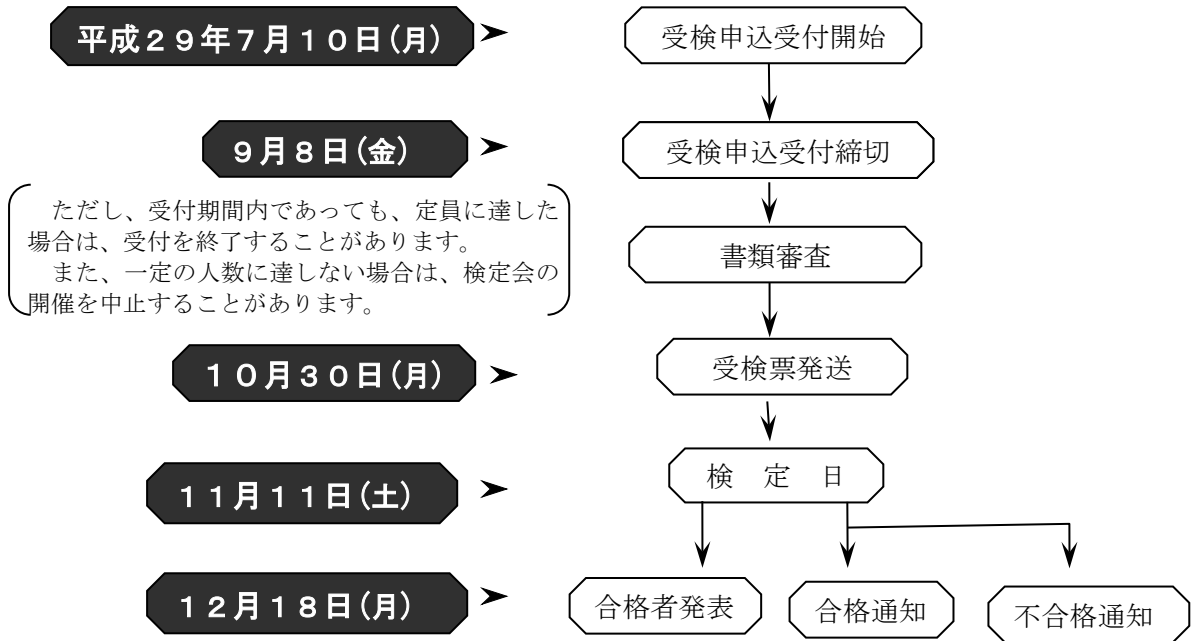 平成２９年７月１０日(月)
受検申込受付開始
９月８日(金)
受検申込受付締切
ただし、受付期間内であっても、定員に達した
場合は、受付を終了することがあります。
また、一定の人数に達しない場合は、検定会の
開催を中止することがあります。
書類審査
１０月３０日(月)
受検票発送
１１月１１日(土)
検　定　日
１２月１８日(月)
合格者発表
合格通知
不合格通知